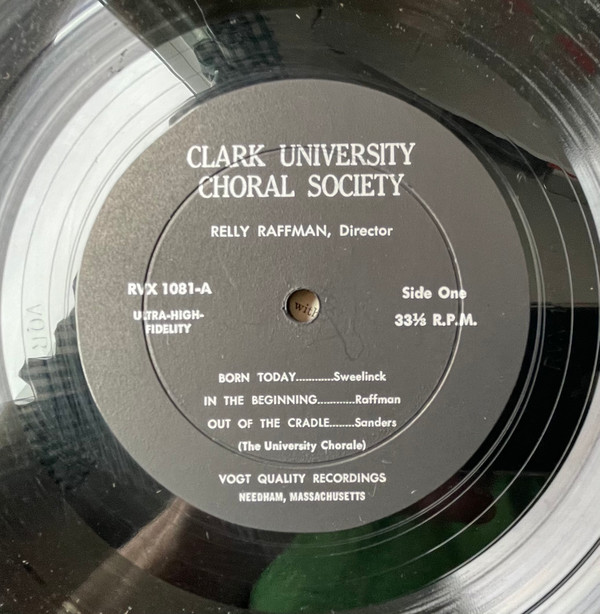 CLARK UNIVERSITY
CHORAL SOCIETY
RELLY RAFFMAN, Director
RVX 1081-A
Side One
ULTRA-HIGH-
FIDELITY
33⅓ R.P.M.
with
BORN TODAY............Sweelinck
IN THE BEGINNING............Raffman
OUT OF THE CRADLE........Sanders
(The University Chorale)
VOGT QUALITY RECORDINGS
NEEDHAM, MASSACHUSETTS